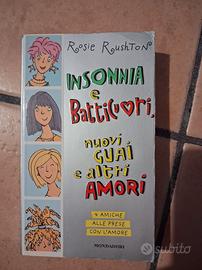 Rosie Rushton
INSONNIA
e
BATTICUORI,
nuovi
GUAI
e altri
AMORI
4 AMICHE
ALLE PRESE
CON L'AMORE
MONDADORI
subito